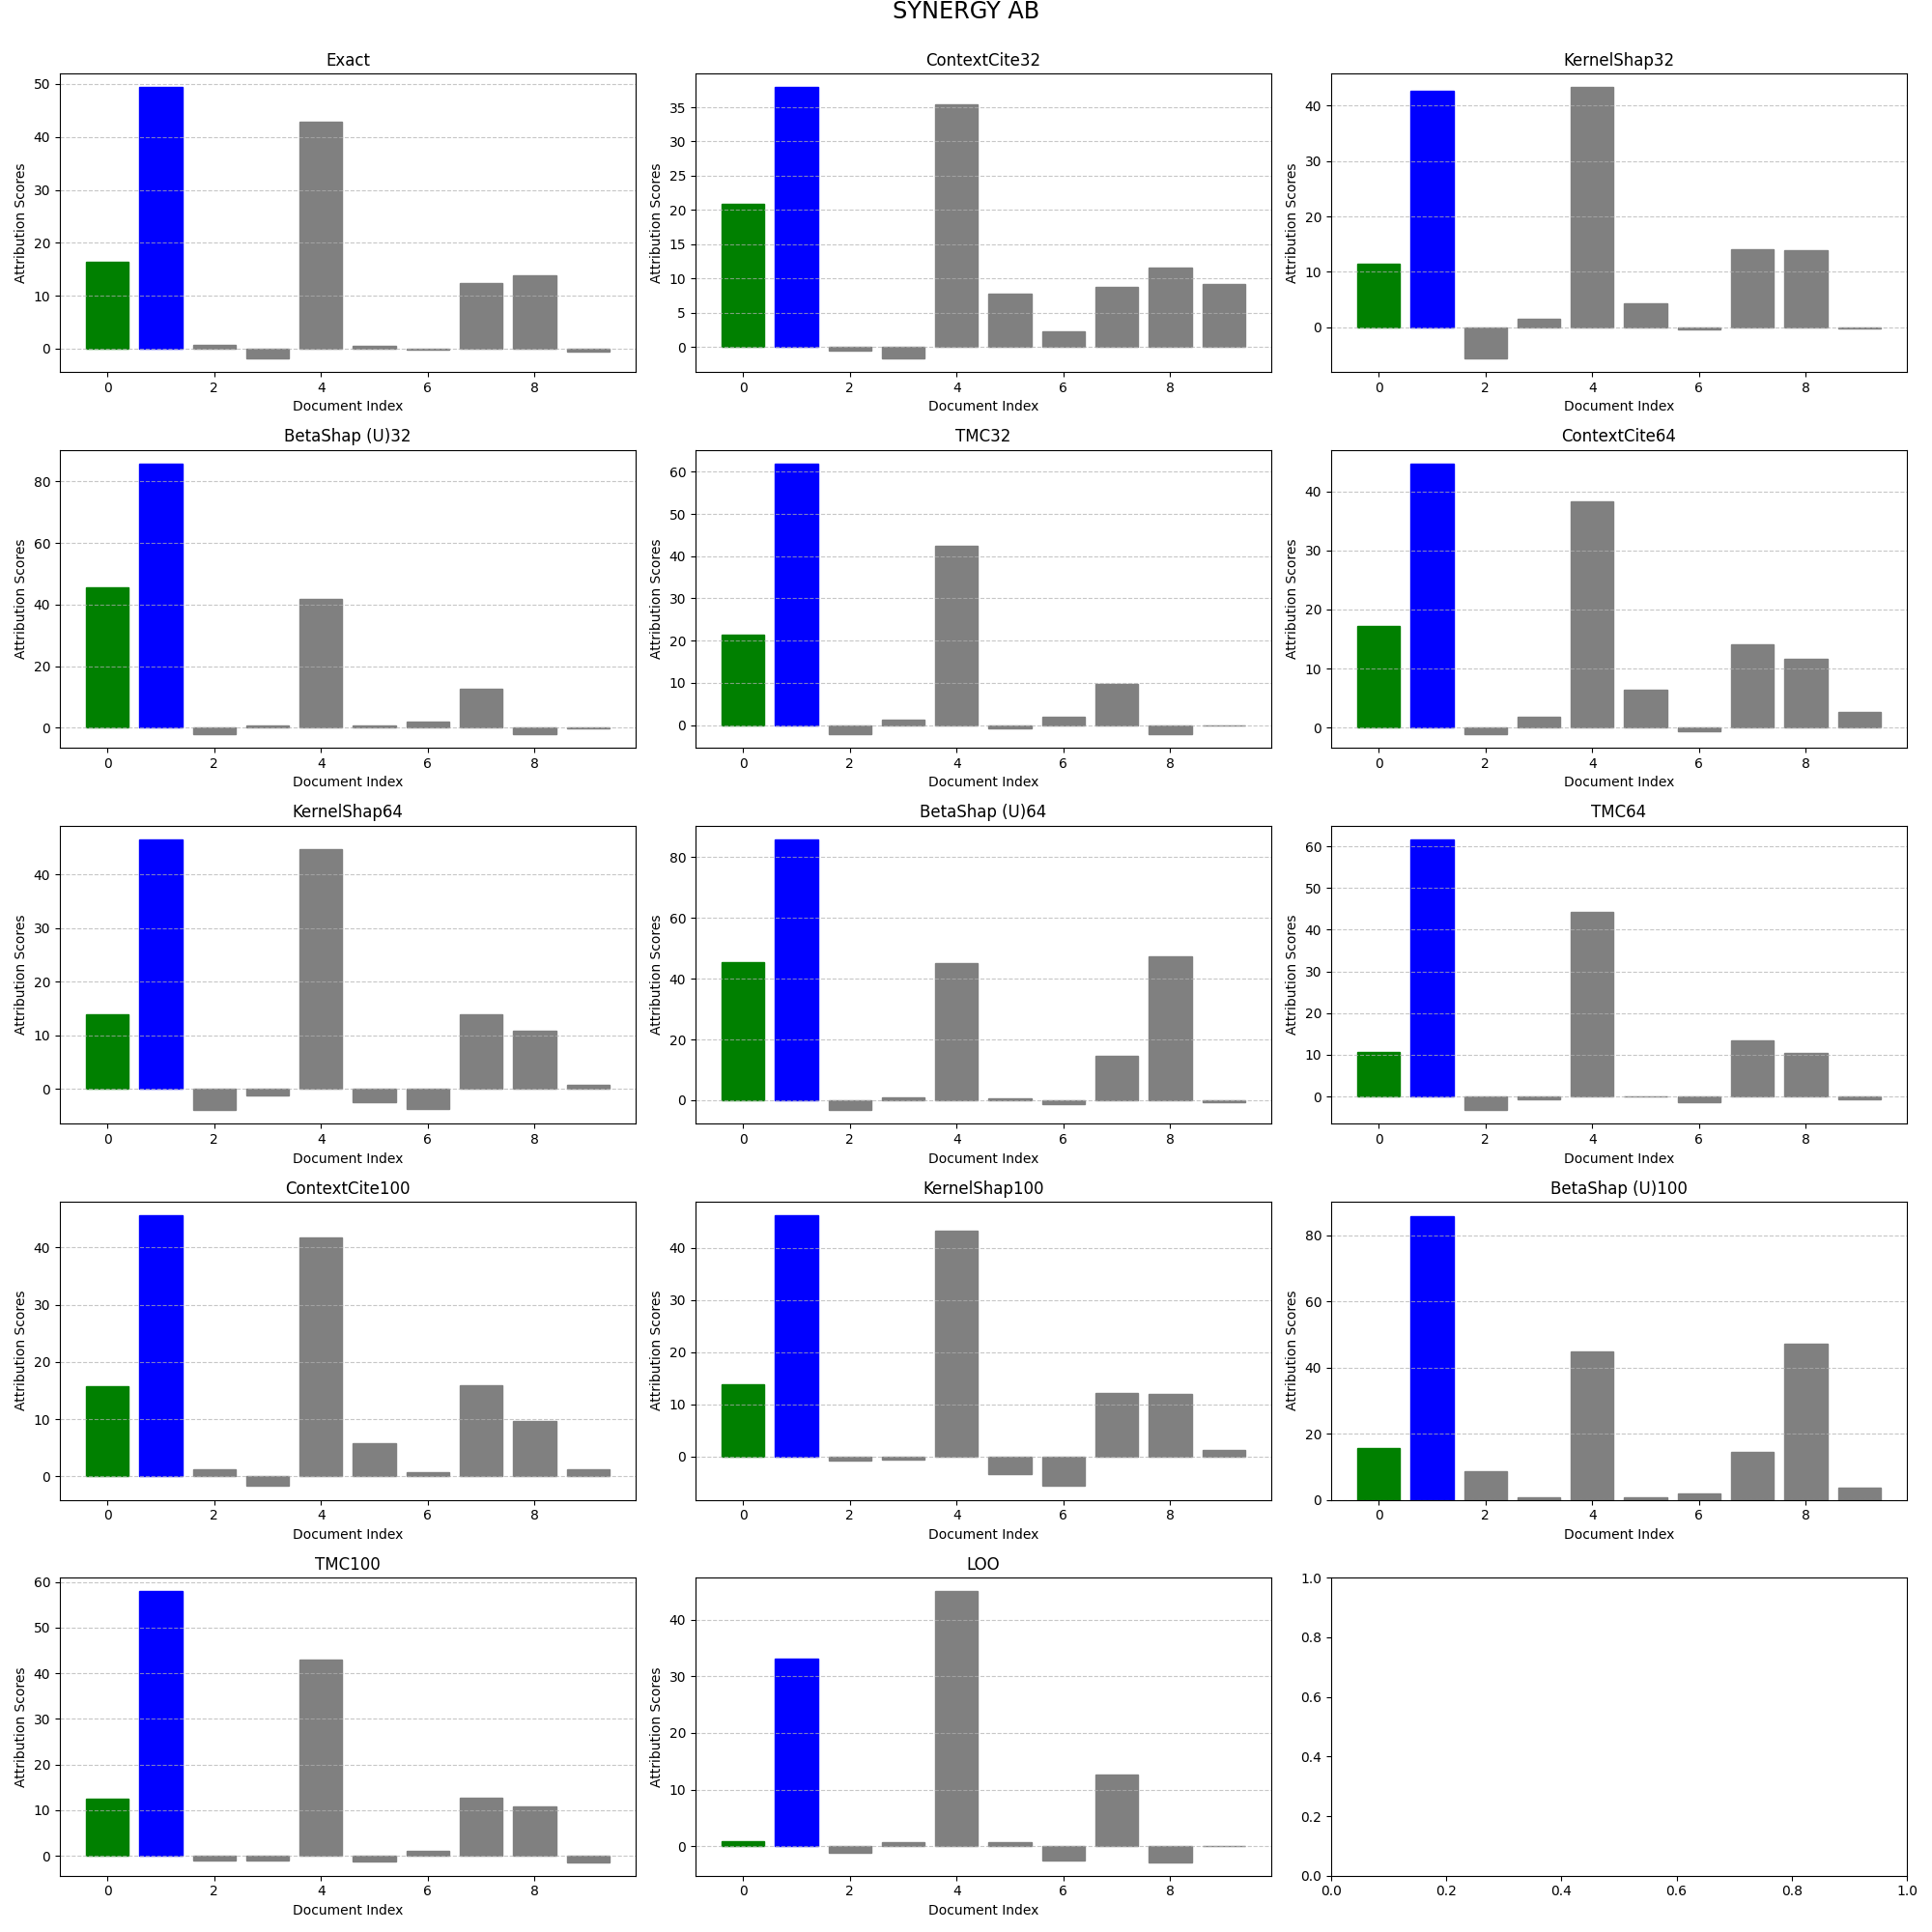 SYNERGY AB
Exact
50
40
30
20
10
0
Attribution Scores
0 2 4 6 8
Document Index
ContextCite32
35
30
25
20
15
10
5
0
Attribution Scores
0 2 4 6 8
Document Index
KernelShap32
40
30
20
10
0
Attribution Scores
0 2 4 6 8
Document Index
BetaShap (U)32
80
60
40
20
0
Attribution Scores
0 2 4 6 8
Document Index
TMC32
60
50
40
30
20
10
0
Attribution Scores
0 2 4 6 8
Document Index
ContextCite64
40
30
20
10
0
Attribution Scores
0 2 4 6 8
Document Index
KernelShap64
40
30
20
10
0
Attribution Scores
0 2 4 6 8
Document Index
BetaShap (U)64
80
60
40
20
0
Attribution Scores
0 2 4 6 8
Document Index
TMC64
60
50
40
30
20
10
0
Attribution Scores
0 2 4 6 8
Document Index
ContextCite100
40
30
20
10
0
Attribution Scores
0 2 4 6 8
Document Index
KernelShap100
40
30
20
10
0
Attribution Scores
0 2 4 6 8
Document Index
BetaShap (U)100
80
60
40
20
0
Attribution Scores
0 2 4 6 8
Document Index
TMC100
60
50
40
30
20
10
0
Attribution Scores
0 2 4 6 8
Document Index
LOO
40
30
20
10
0
Attribution Scores
0 2 4 6 8
Document Index
1.0
0.8
0.6
0.4
0.2
0.0
0.0 0.2 0.4 0.6 0.8 1.0